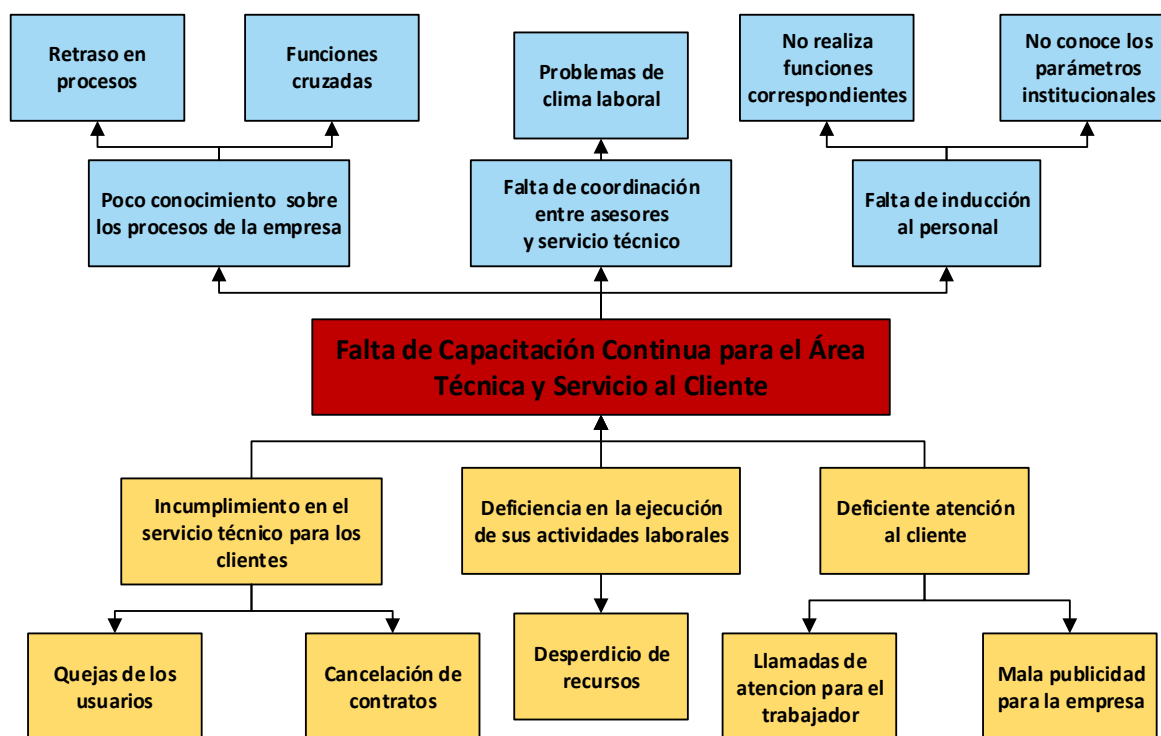 Retraso en
procesos
Funciones
cruzadas
Problemas de
clima laboral
No realiza
funciones
correspondientes
No conoce los
parámetros
institucionales
Poco conocimiento sobre
los procesos de la empresa
Falta de coordinación
entre asesores
y servicio técnico
Falta de inducción
al personal
Falta de Capacitación Continua para el Área
Técnica y Servicio al Cliente
Incumplimiento en el
servicio técnico para los
clientes
Deficiencia en la ejecución
de sus actividades laborales
Deficiente atención
al cliente
Quejas de los
usuarios
Cancelación de
contratos
Desperdicio de
recursos
Llamadas de
atencion para el
trabajador
Mala publicidad
para la empresa